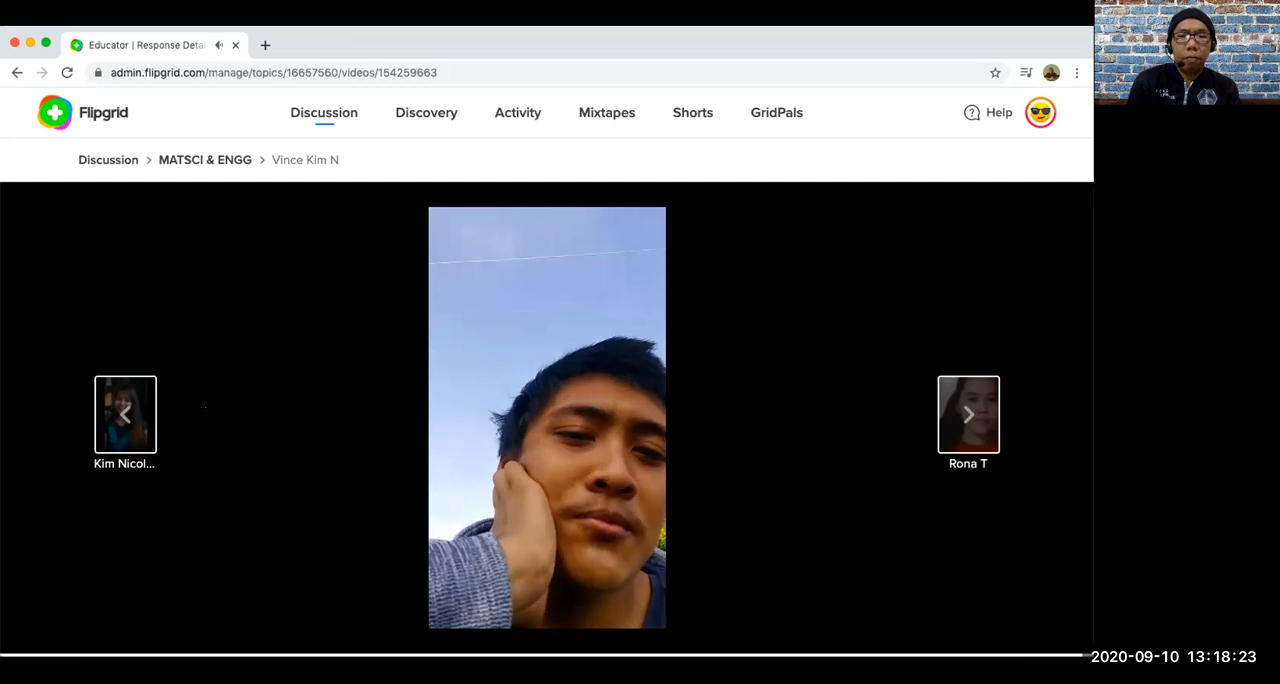 Educator | Response Deta
admin.flipgrid.com/manage/topics/16657560/videos/154259663
Flipgrid
Discussion
Discovery
Activity
Mixtapes
Shorts
GridPals
Help
Discussion > MATSCI & ENGG > Vince Kim N
Kim Nicol...
Rona T
2020-09-10 13:18:23